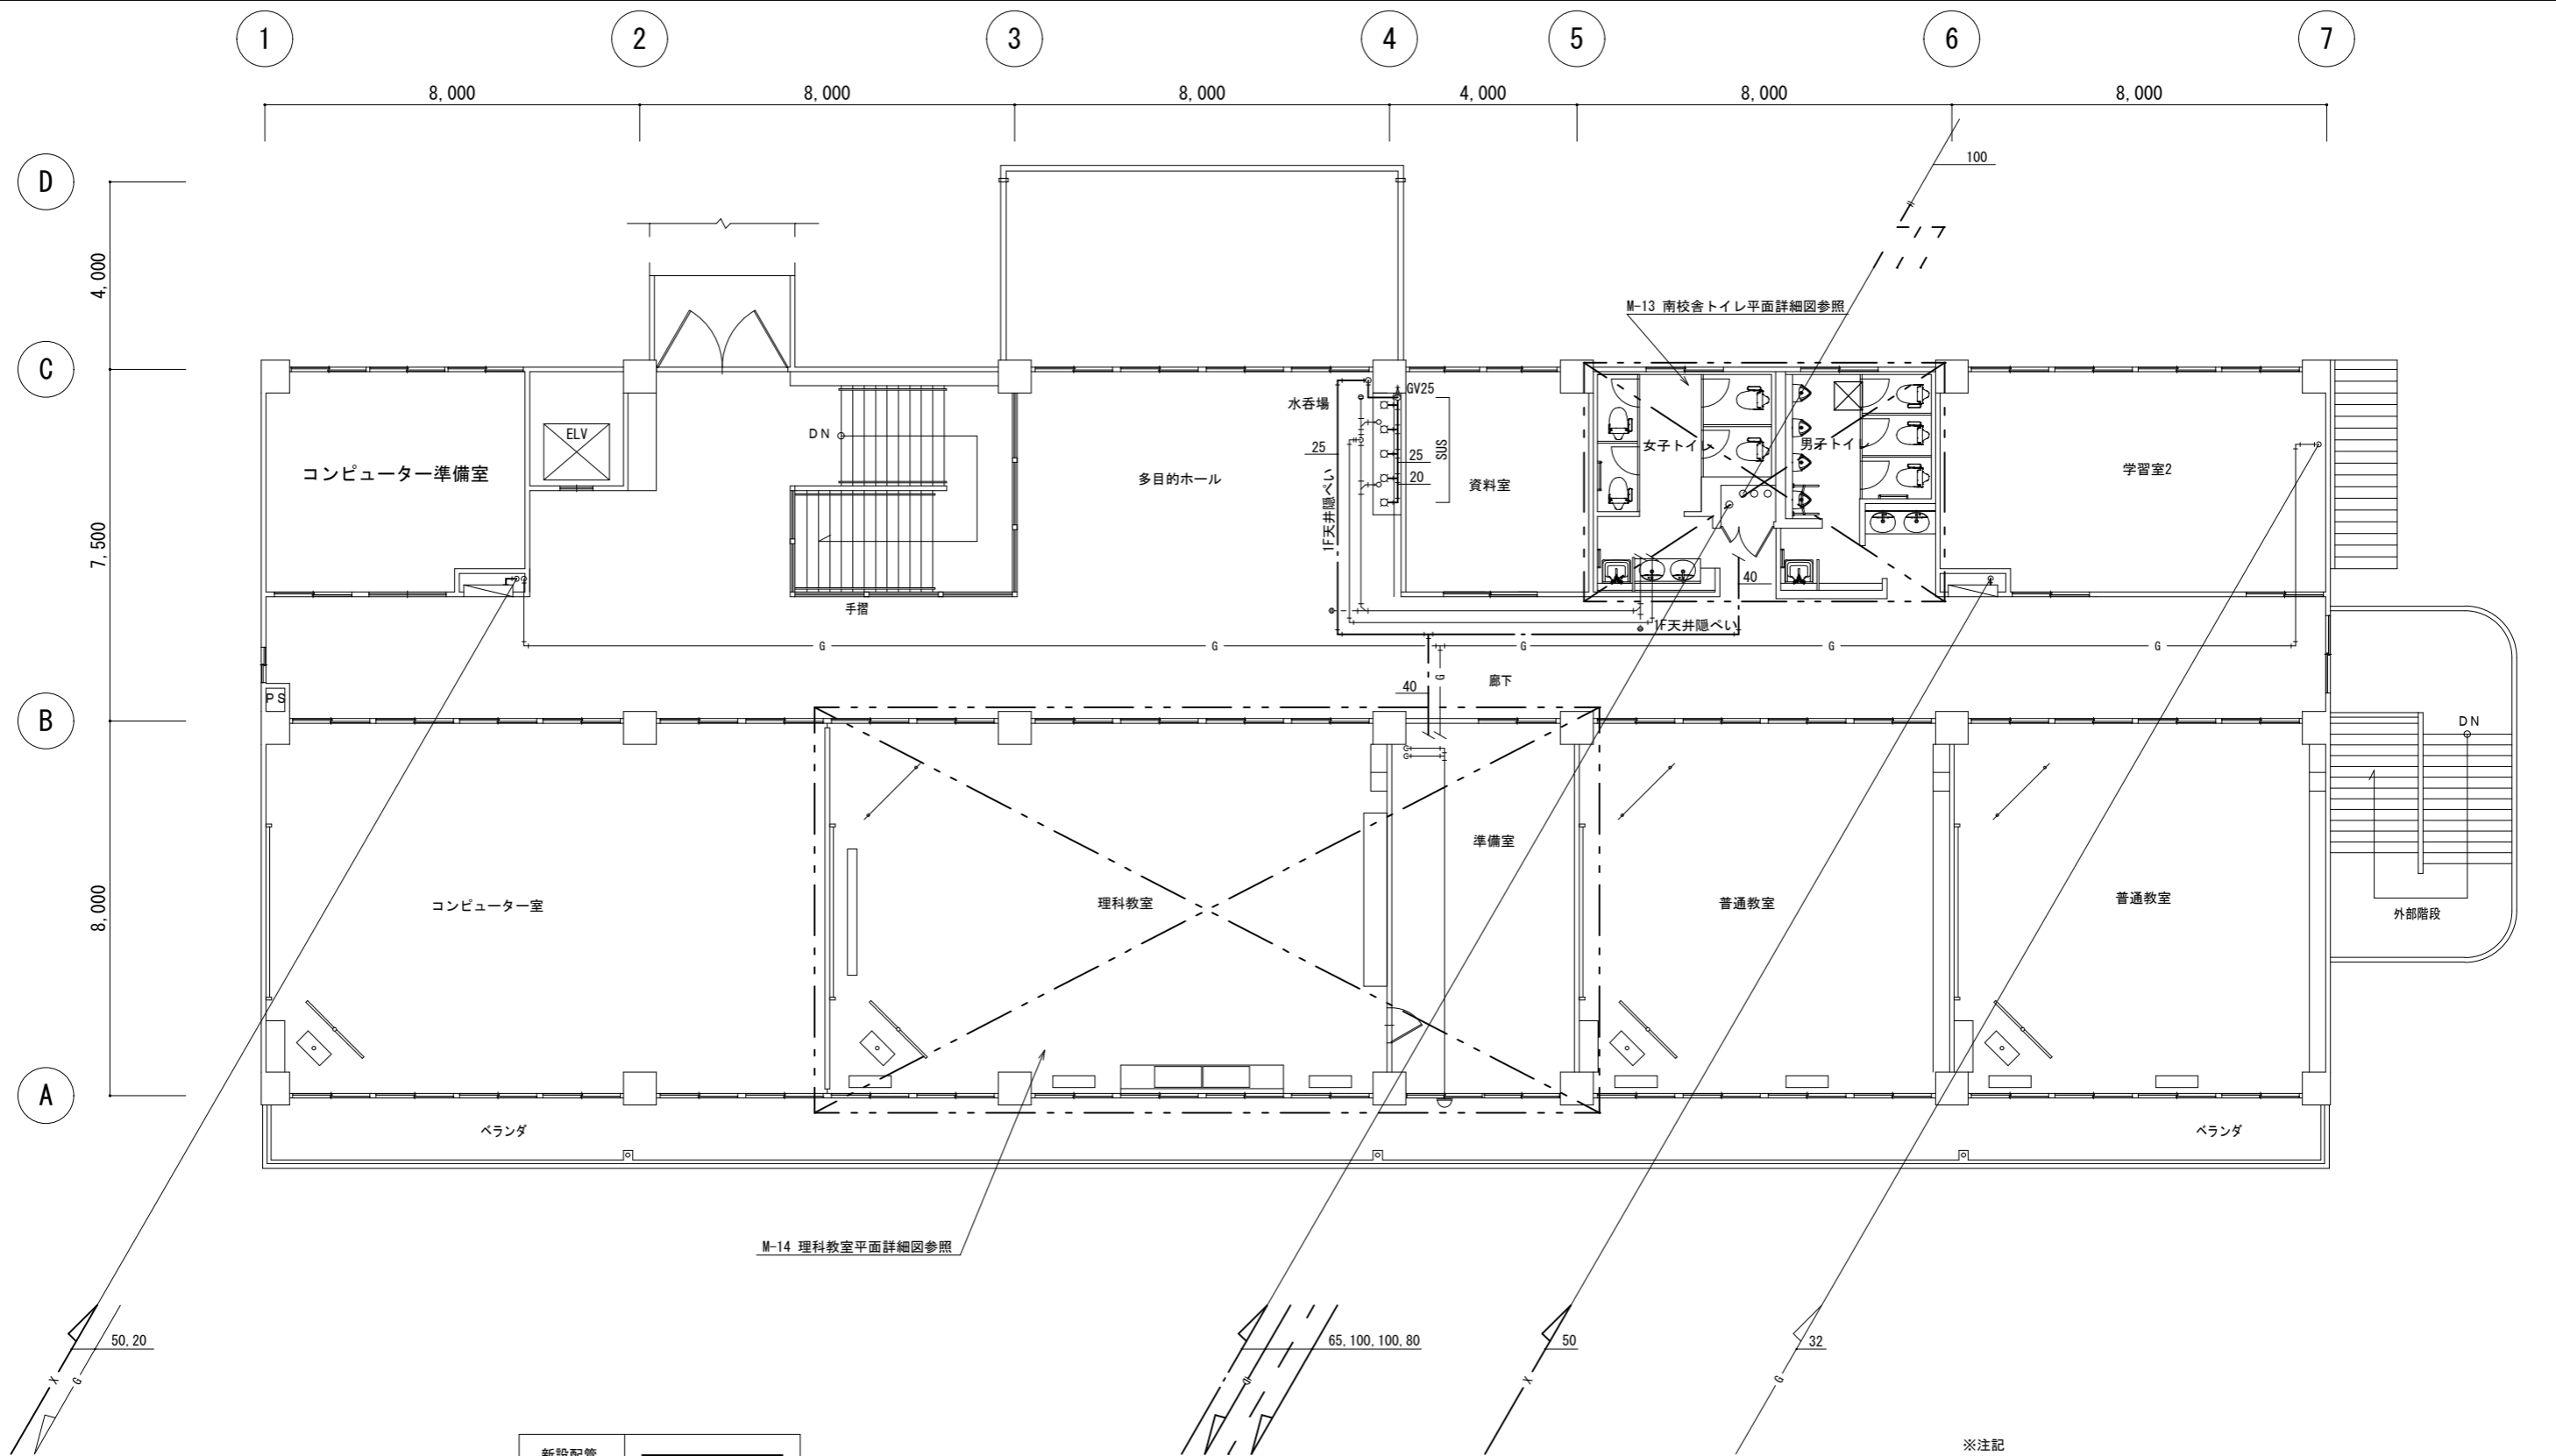 1 2 3 4 5 6 7
8,000 8,000 8,000 4,000 8,000 8,000
D
100
4,000
M-13 南校舎トイレ平面詳細図参照
C
GV25
水呑場
ELV
DN
女子トイレ
男子トイレ
25
SUS
25
学習室2
コンピューター準備室
多目的ホール
20
資料室
1F天井隠ぺい
7,500
40
手摺
1F天井隠ぺい
G G G G G
G
廊下
40
PS
B
DN
G
G
準備室
8,000
コンピューター室
理科教室
普通教室
普通教室
外部階段
A
ベランダ
ベランダ
M-14 理科教室平面詳細図参照
50,20
65,100,100,80
50
32
X
G
X
G
新設配管
※注記